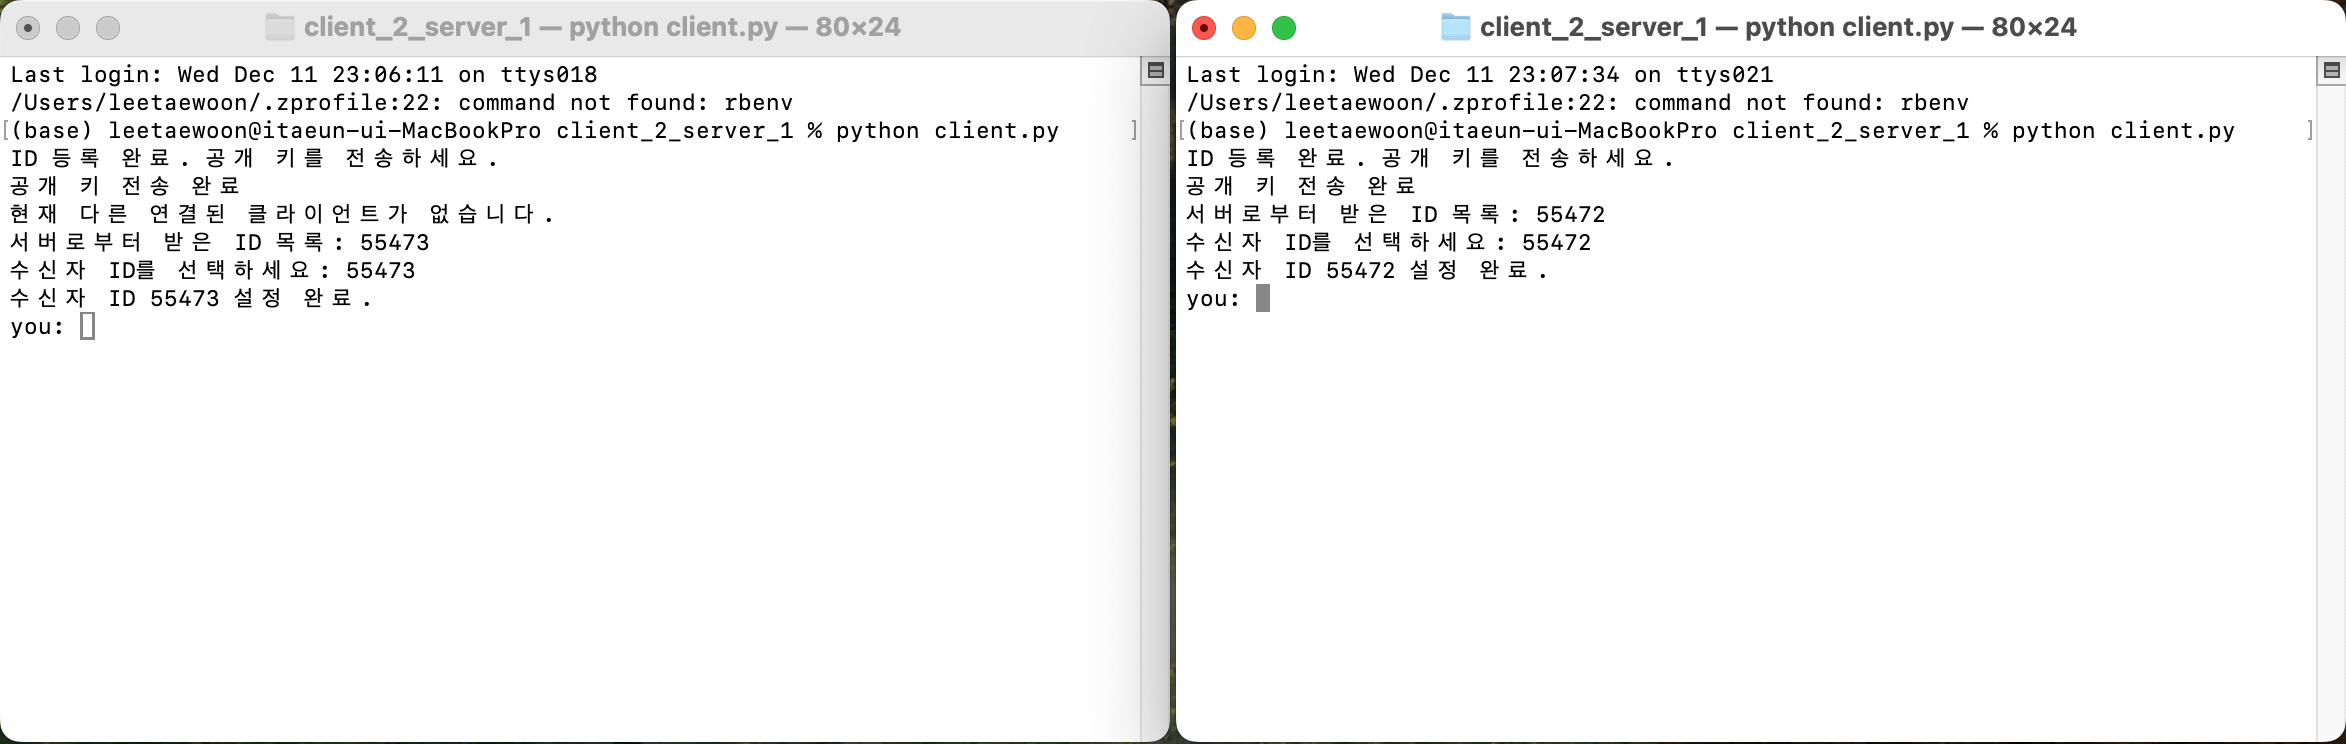 client_2_server_1 — python client.py — 80×24
Last login: Wed Dec 11 23:06:11 on ttys018
/Users/leetaewoon/.zprofile:22: command not found: rbenv
[(base) leetaewoon@itaeun-ui-MacBookPro client_2_server_1 % python client.py ]
ID 등록 완료. 공개 키를 전송하세요.
공개 키 전송 완료
현재 다른 연결된 클라이언트가 없습니다.
서버로부터 받은 ID 목록: 55473
수신자 ID를 선택하세요: 55473
수신자 ID 55473 설정 완료.
you:
client_2_server_1 — python client.py — 80×24
Last login: Wed Dec 11 23:07:34 on ttys021
/Users/leetaewoon/.zprofile:22: command not found: rbenv
[(base) leetaewoon@itaeun-ui-MacBookPro client_2_server_1 % python client.py ]
ID 등록 완료. 공개 키를 전송하세요.
공개 키 전송 완료
서버로부터 받은 ID 목록: 55472
수신자 ID를 선택하세요: 55472
수신자 ID 55472 설정 완료.
you: